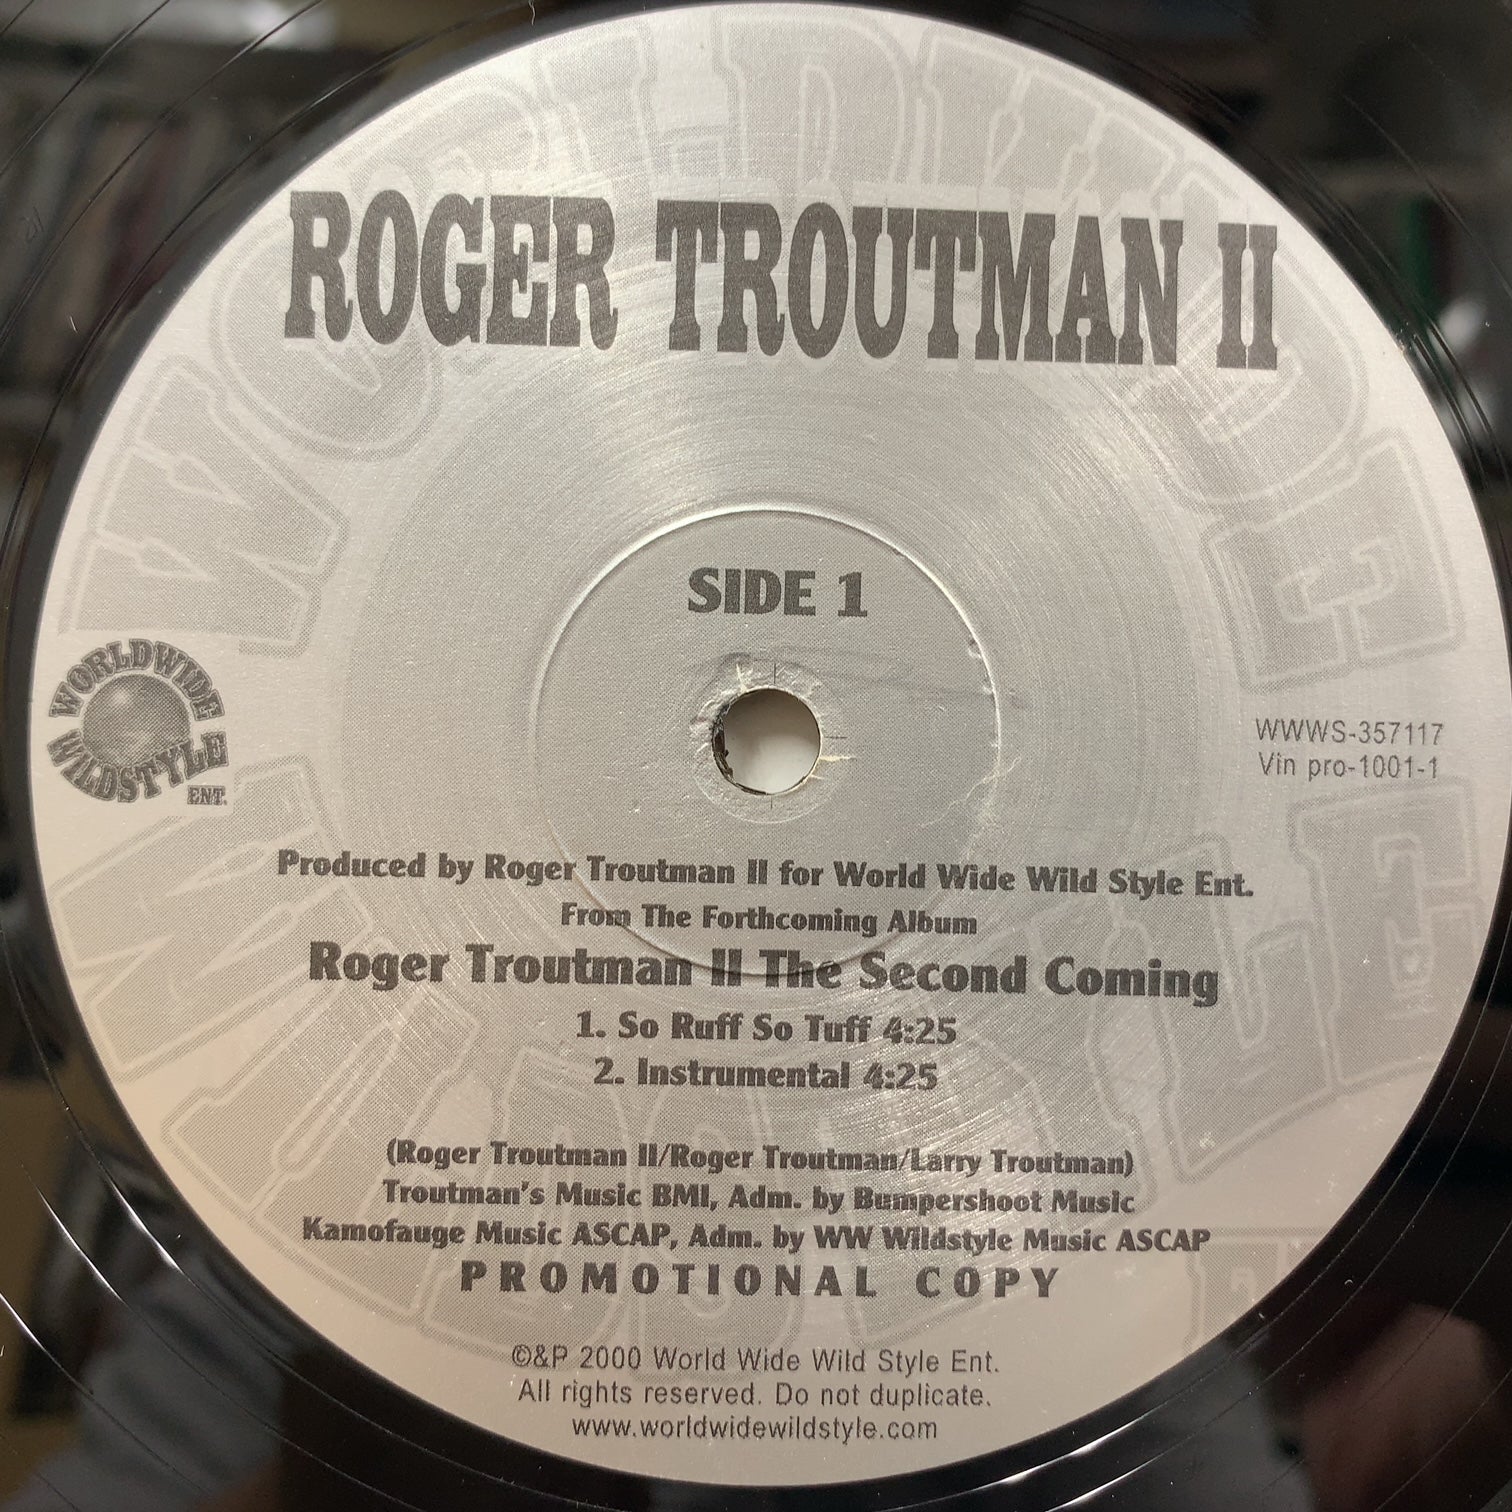 ROGER TROUTMAN II
SIDE 1
WORLDWIDE
WILDSTYLE
ENT.
WWWS-357117
Vin pro-1001-1
Produced by Roger Troutman II for World Wide Wild Style Ent.
From The Forthcoming Album
Roger Troutman II The Second Coming
1. So Ruff So Tuff 4:25
2. Instrumental 4:25
(Roger Troutman II/Roger Troutman/Larry Troutman)
Troutman's Music BMI, Adm. by Bumpershoot Music
Kamofauge Music ASCAP, Adm. by WW Wildstyle Music ASCAP
PROMOTIONAL COPY
©&P 2000 World Wide Wild Style Ent.
All rights reserved. Do not duplicate.
www.worldwidewildstyle.com
WORLDWIDE
WILDSTYLE